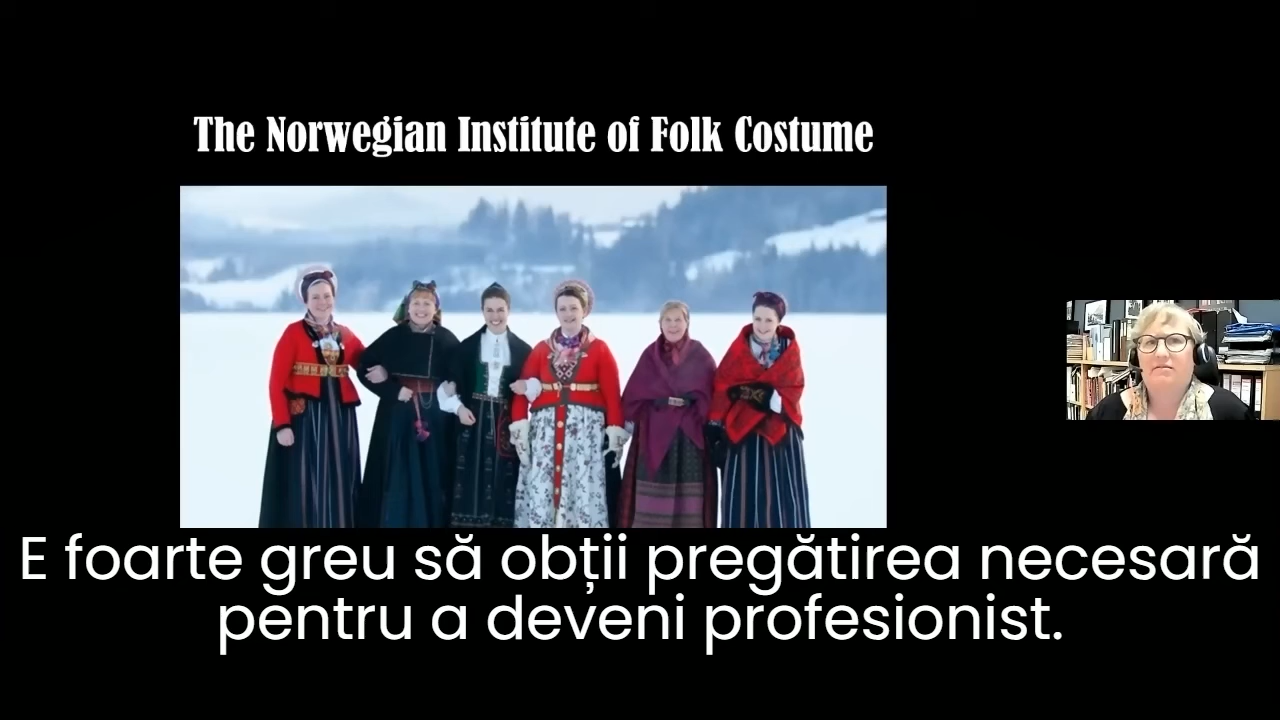 The Norwegian Institute of Folk Costume
E foarte greu să obții pregătirea necesară
pentru a deveni profesionist.